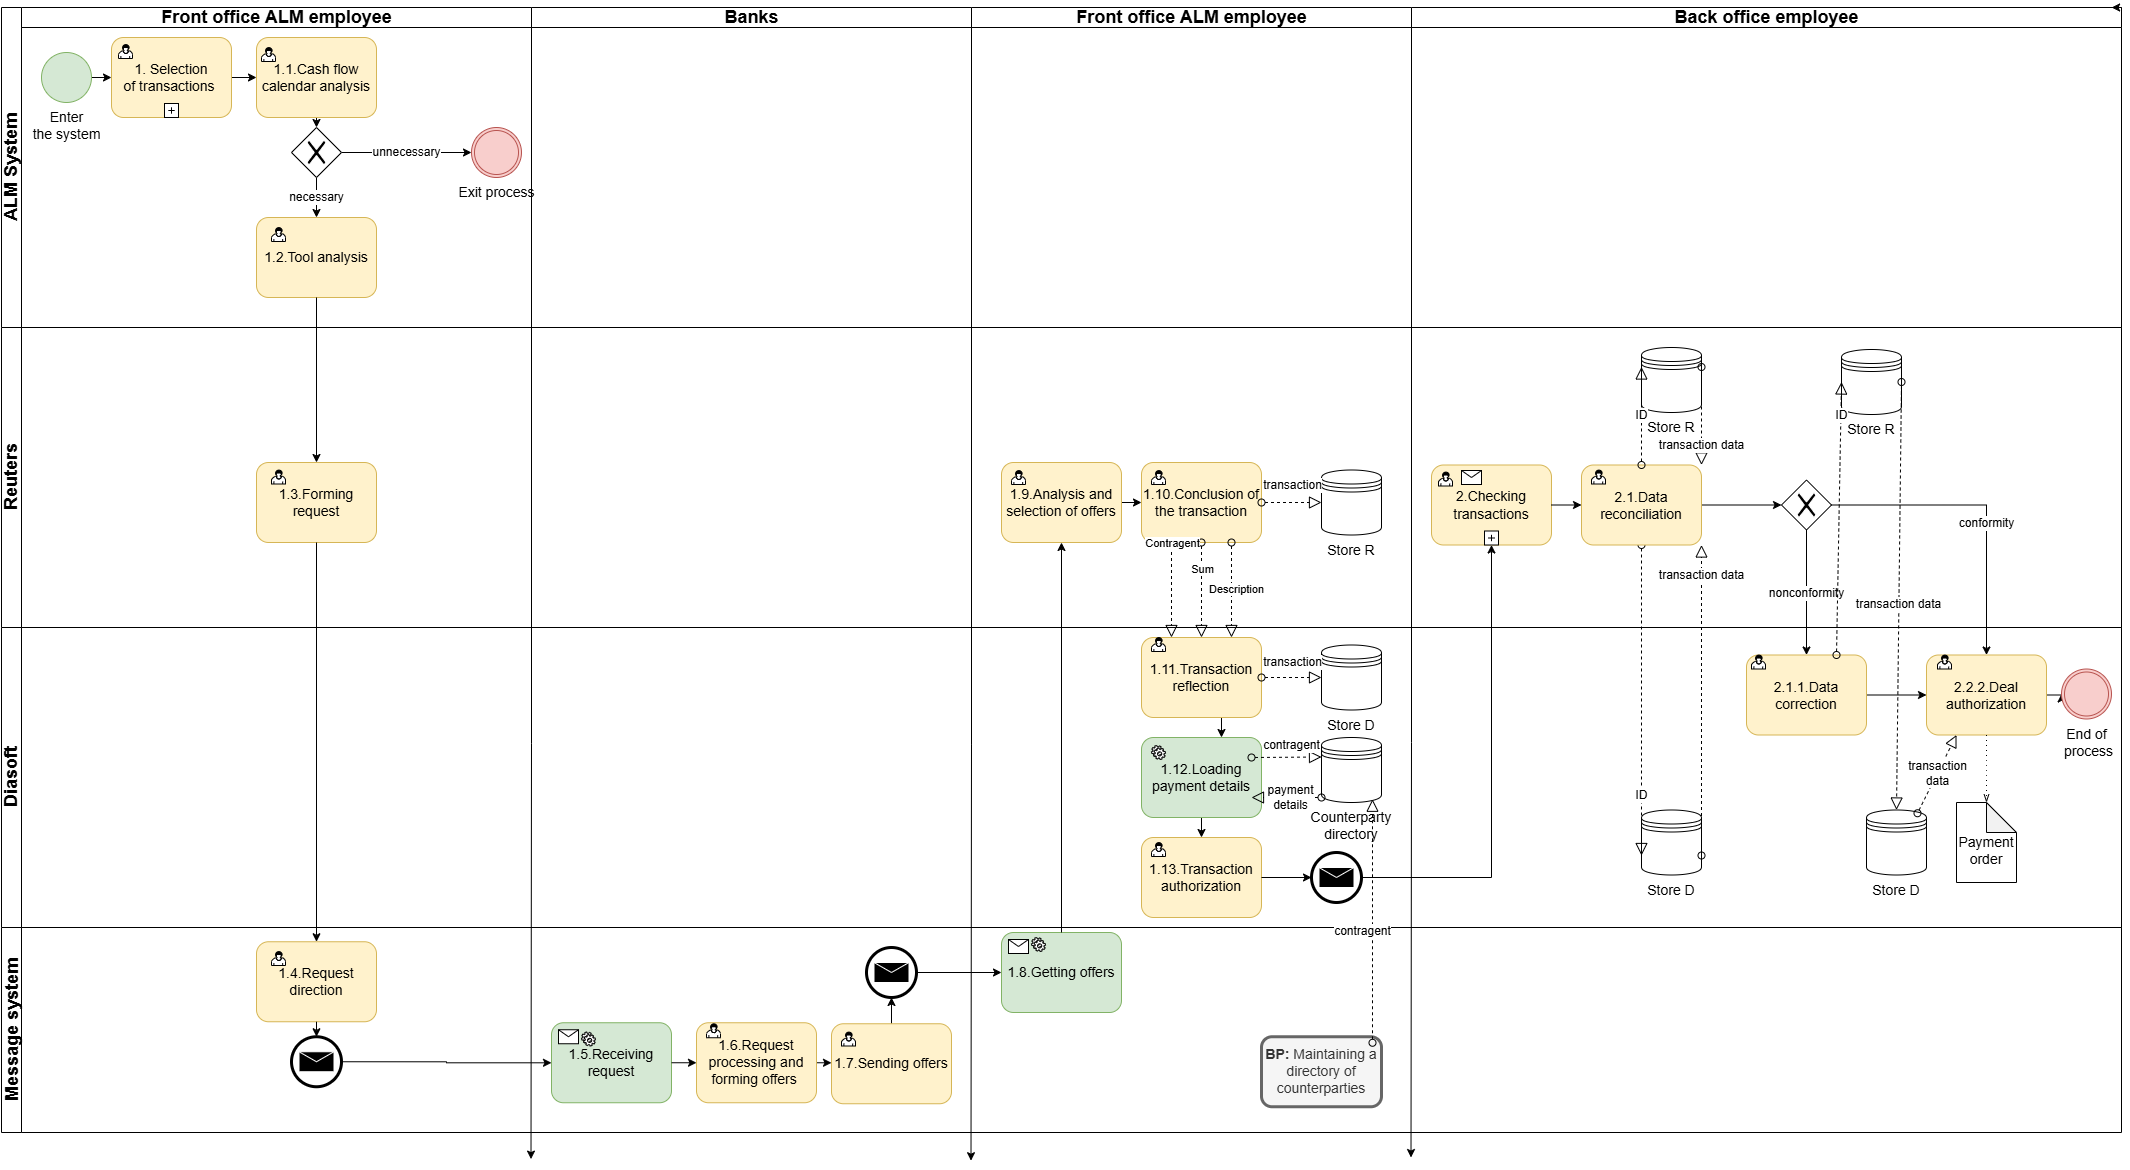 Front office ALM employee
Banks
Front office ALM employee
Back office employee
ALM System
Enter
the system
1. Selection
of transactions
1.1.Cash flow
calendar analysis
unnecessary
Exit process
necessary
1.2.Tool analysis
Reuters
1.3.Forming
request
1.9.Analysis and
selection of offers
1.10.Conclusion of
the transaction
transaction
Store R
Contragent
Sum
Description
2.Checking
transactions
2.1.Data
reconciliation
ID
Store R
transaction data
transaction data
ID
Store R
conformity
nonconformity
transaction data
Diasoft
1.11.Transaction
reflection
transaction
Store D
1.12.Loading
payment details
contragent
payment
details
Counterparty
directory
1.13.Transaction
authorization
ID
Store D
2.1.1.Data
correction
2.2.2.Deal
authorization
End of
process
transaction
data
Store D
Payment
order
Message system
1.4.Request
direction
1.5.Receiving
request
1.6.Request
processing and
forming offers
1.7.Sending offers
1.8.Getting offers
contragent
BP: Maintaining a
directory of
counterparties